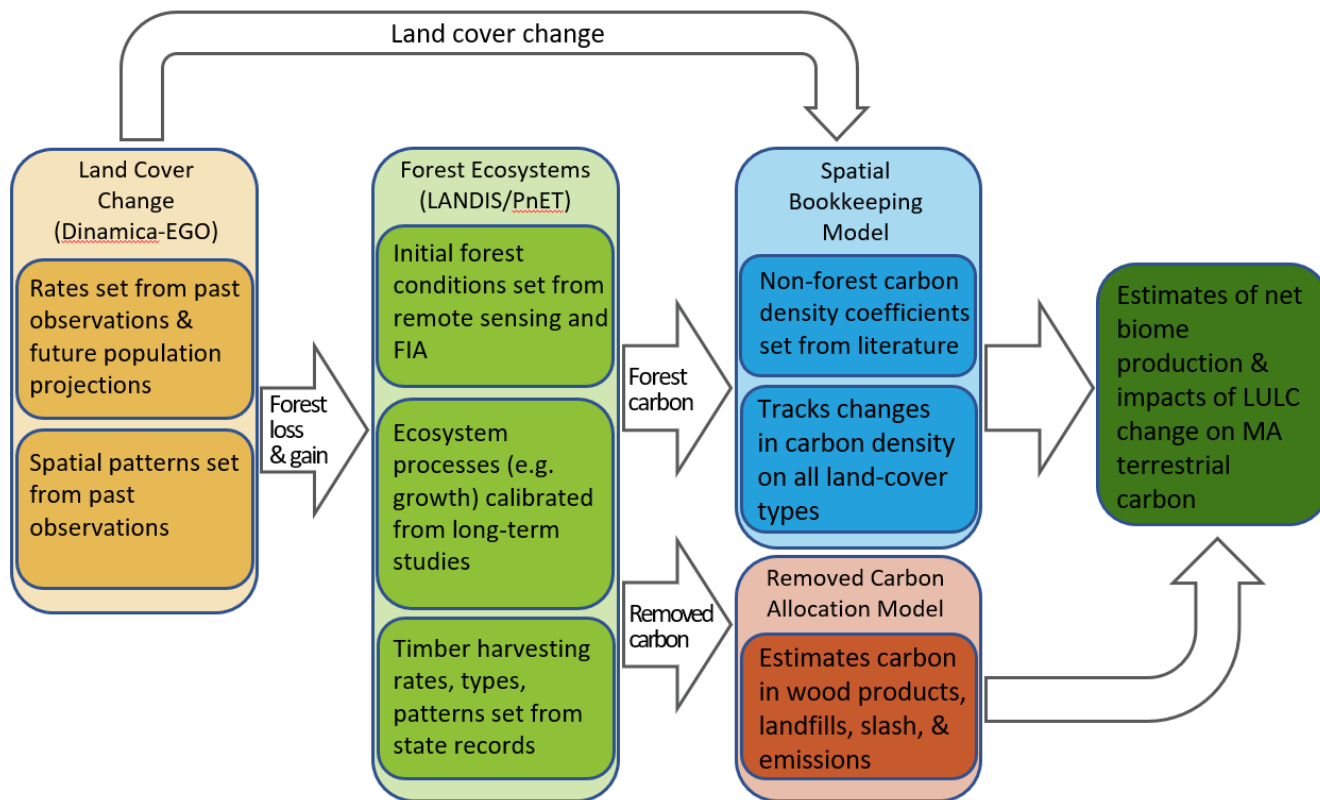 Land cover change
Land Cover
Change
(Dinamica-EGO)
Rates set from past
observations &
future population
projections
Spatial patterns set
from past
observations
Forest
loss
& gain
Forest Ecosystems
(LANDIS/PnET)
Initial forest
conditions set from
remote sensing and
FIA
Ecosystem
processes (e.g.
growth) calibrated
from long-term
studies
Timber harvesting
rates, types,
patterns set from
state records
Forest
carbon
Removed
carbon
Spatial
Bookkeeping
Model
Non-forest carbon
density coefficients
set from literature
Tracks changes
in carbon density
on all land-cover
types
Removed Carbon
Allocation Model
Estimates carbon
in wood products,
landfills, slash, &
emissions
Estimates of net
biome
production &
impacts of LULC
change on MA
terrestrial
carbon